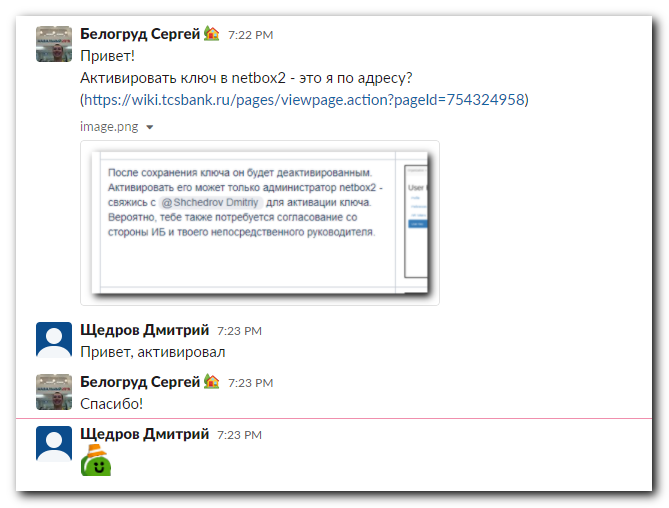 Белогруд Сергей 7:22 PM
Привет!
Активировать ключ в netbox2 - это я по адресу?
(https://wiki.tcsbank.ru/pages/viewpage.action?pageId=754324958)
image.png
После сохранения ключа он будет деактивированным.
Активировать его может только администратор netbox2 -
свяжись с @Shchedrov Dmitriy для активации ключа.
Вероятно, тебе также потребуется согласование со
стороны ИБ и твоего непосредственного руководителя.
User
Щедров Дмитрий 7:23 PM
Привет, активировал
Белогруд Сергей 7:23 PM
Спасибо!
Щедров Дмитрий 7:23 PM